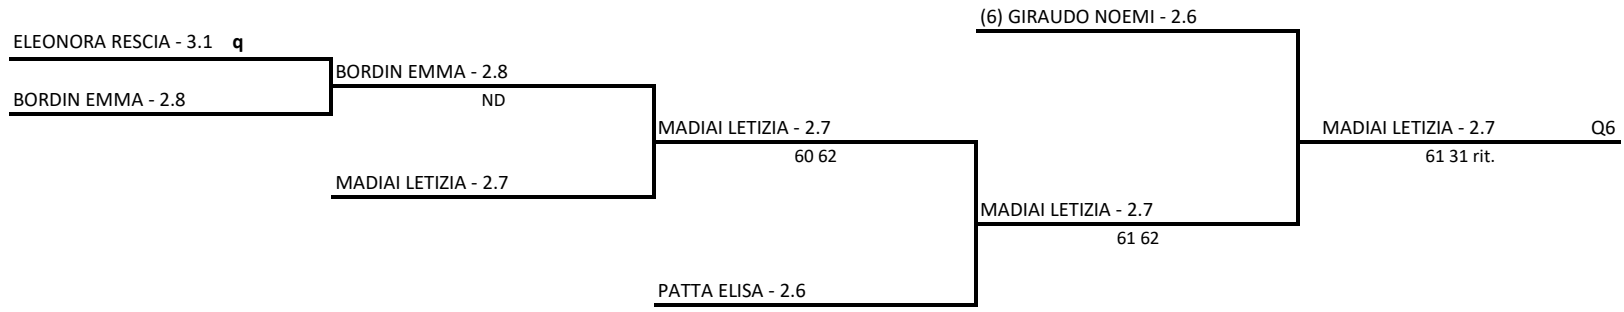 (6) GIRAUDO NOEMI - 2.6
ELEONORA RESCIA - 3.1 q
BORDIN EMMA - 2.8
BORDIN EMMA - 2.8
ND
MADIAI LETIZIA - 2.7
MADIAI LETIZIA - 2.7 Q6
60 62
61 31 rit.
MADIAI LETIZIA - 2.7
MADIAI LETIZIA - 2.7
61 62
PATTA ELISA - 2.6